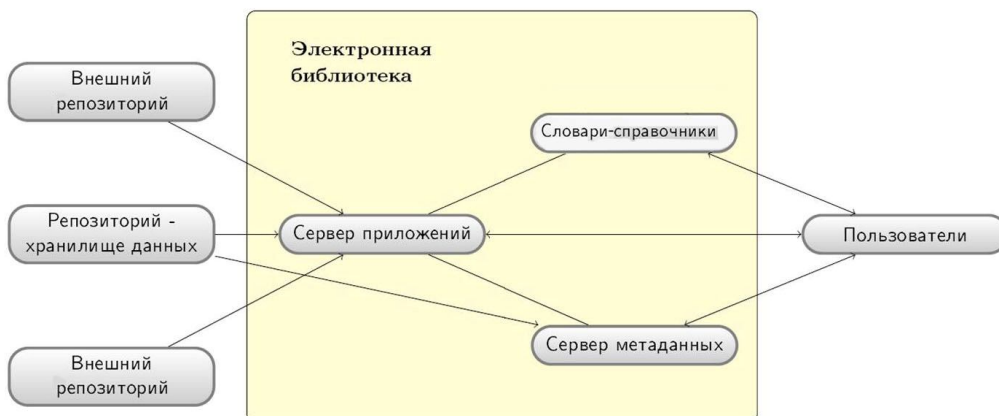 Электронная
библиотека
Внешний
репозиторий
Словари-справочники
Репозиторий -
хранилище данных
Сервер приложений
Пользователи
Сервер метаданных
Внешний
репозиторий